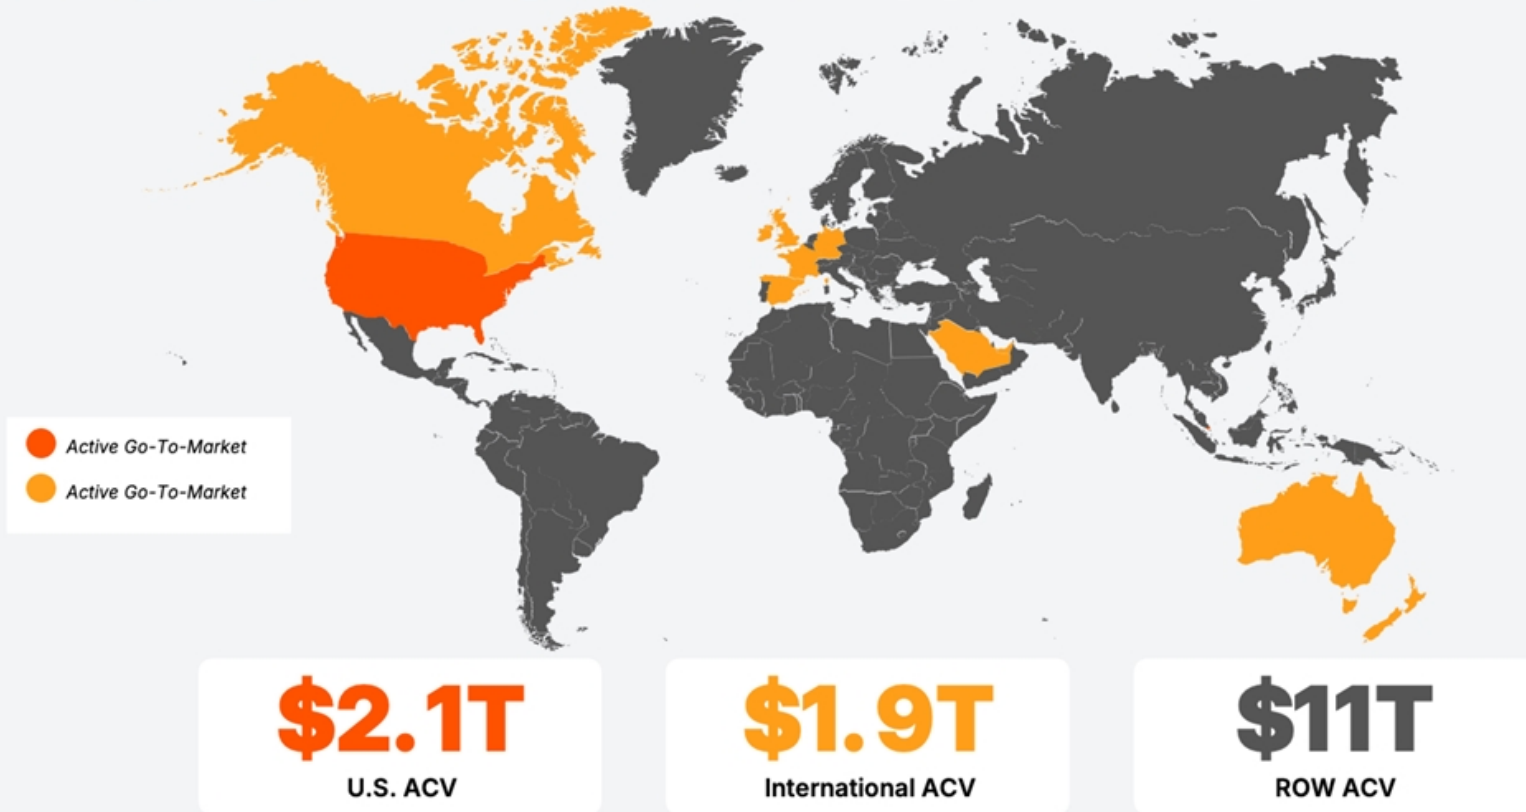 Active Go-To-Market
Active Go-To-Market
$2.1T
U.S. ACV
$1.9T
International ACV
$11T
ROW ACV